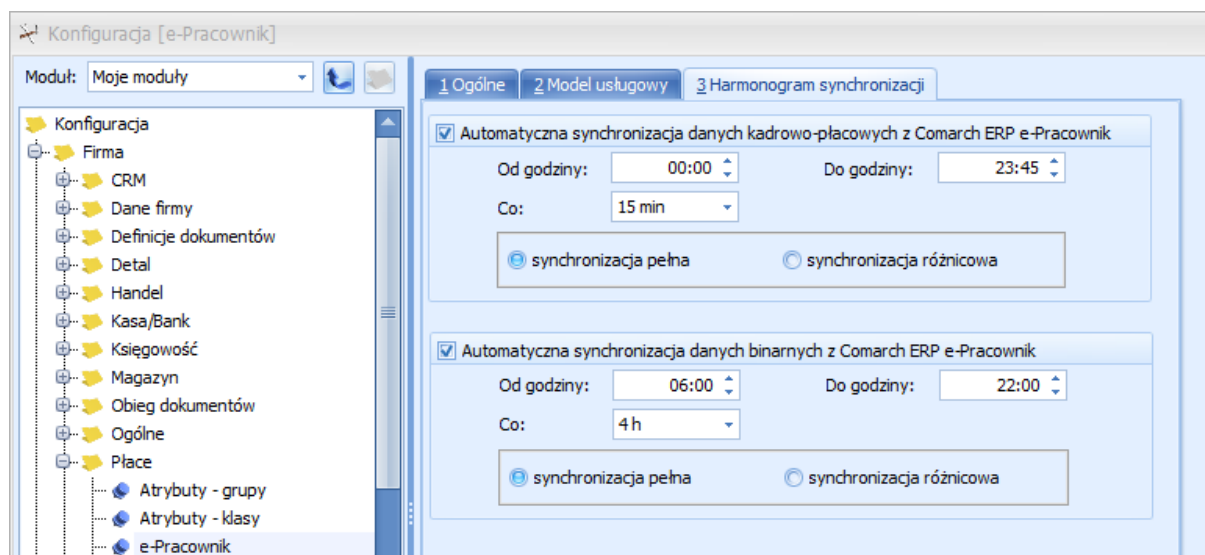 Konfiguracja [e-Pracownik]
Moduł: Moje moduły
1 Ogólne 2 Model usługowy 3 Harmonogram synchronizacji
Konfiguracja
Firma
CRM
Dane firmy
Definicje dokumentów
Detal
Handel
Kasa/Bank
Księgowość
Magazyn
Obieg dokumentów
Ogólne
Płace
Atrybuty - grupy
Atrybuty - klasy
e-Pracownik
Automatyczna synchronizacja danych kadrowo-płacowych z Comarch ERP e-Pracownik
Od godziny: 00:00 Do godziny: 23:45
Co: 15 min
synchronizacja pełna synchronizacja różnicowa
Automatyczna synchronizacja danych binarnych z Comarch ERP e-Pracownik
Od godziny: 06:00 Do godziny: 22:00
Co: 4 h
synchronizacja pełna synchronizacja różnicowa